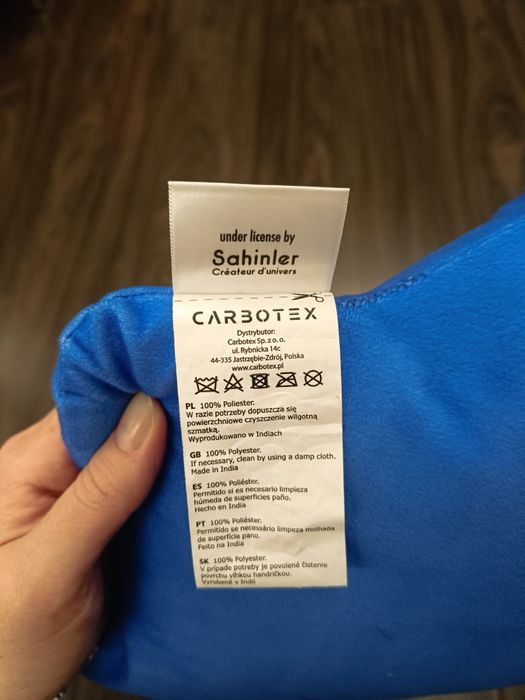 under license by
Sahinler
Créateur d'univers
CARBOTEX
Dystrybutor:
Carbotex Sp. z o. o.
ul. Rybnicka 14c
44-335 Jastrzębie-Zdrój, Polska
www.carbotex.pl
PL 100% Poliester.
W razie potrzeby dopuszcza się
powierzchniowe czyszczenie wilgotną
szmatką.
Wyprodukowano w Indiach
GB 100% Polyester.
If necessary, clean by using a damp cloth.
Made in India
ES 100% Poliéster.
Permitido si es necesario limpieza
húmeda de superficies paño.
Hecho en India
PT 100% Poliéster.
Permitido se necessário limpeza molhada
de superfície pano.
Feito na Índia
SK 100% Polyester.
V prípade potreby je povolené čistenie
povrchu vlhkou handričkou.
Vyrobené v Indii